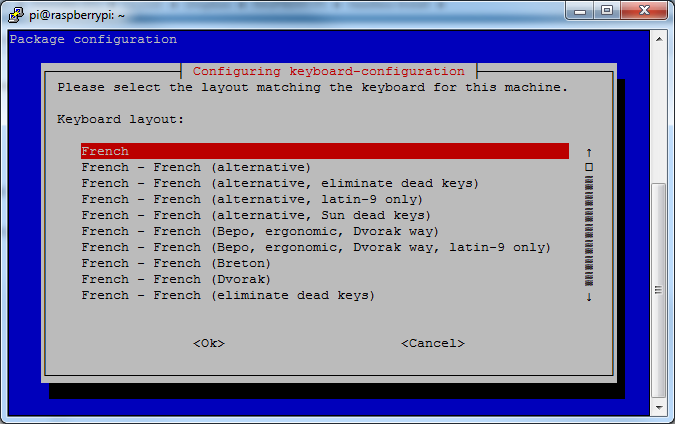 pi@raspberrypi: ~
Package configuration
Configuring keyboard-configuration
Please select the layout matching the keyboard for this machine.
Keyboard layout:
French
French - French (alternative)
French - French (alternative, eliminate dead keys)
French - French (alternative, latin-9 only)
French - French (alternative, Sun dead keys)
French - French (Bepo, ergonomic, Dvorak way)
French - French (Bepo, ergonomic, Dvorak way, latin-9 only)
French - French (Breton)
French - French (Dvorak)
French - French (eliminate dead keys)
<Ok> <Cancel>